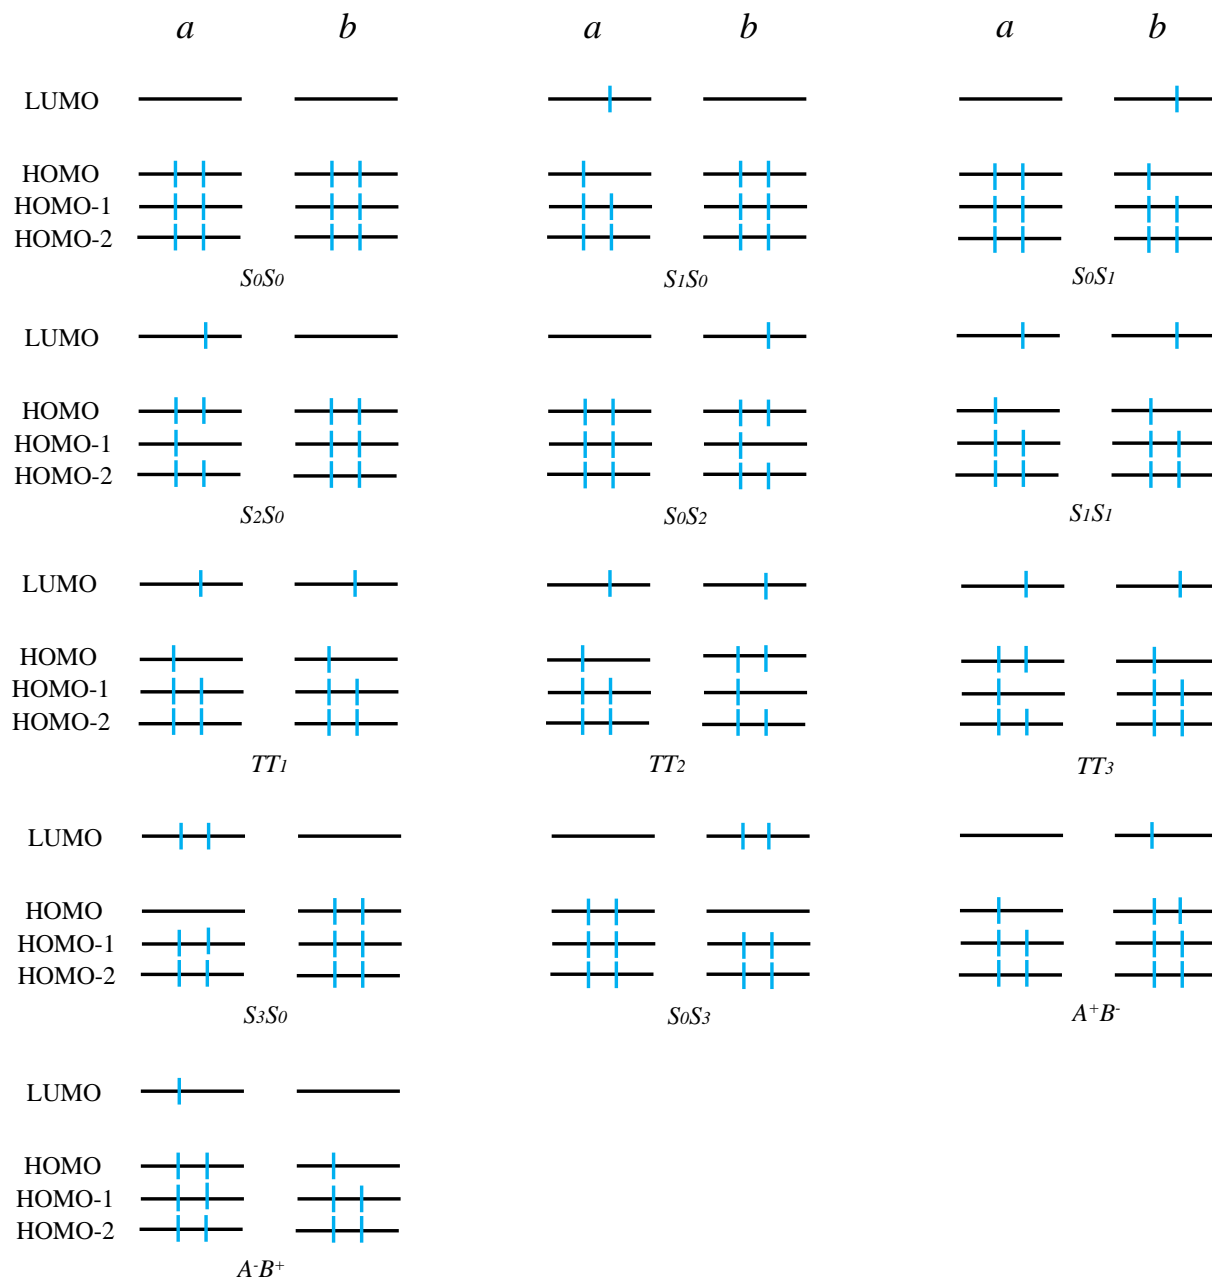 a b a b a b
LUMO
HOMO
HOMO-1
HOMO-2
S0S0 S1S0 S0S1
LUMO
HOMO
HOMO-1
HOMO-2
S2S0 S0S2 S1S1
LUMO
HOMO
HOMO-1
HOMO-2
TT1 TT2 TT3
LUMO
HOMO
HOMO-1
HOMO-2
S3S0 S0S3 A+B-
LUMO
HOMO
HOMO-1
HOMO-2
A-B+